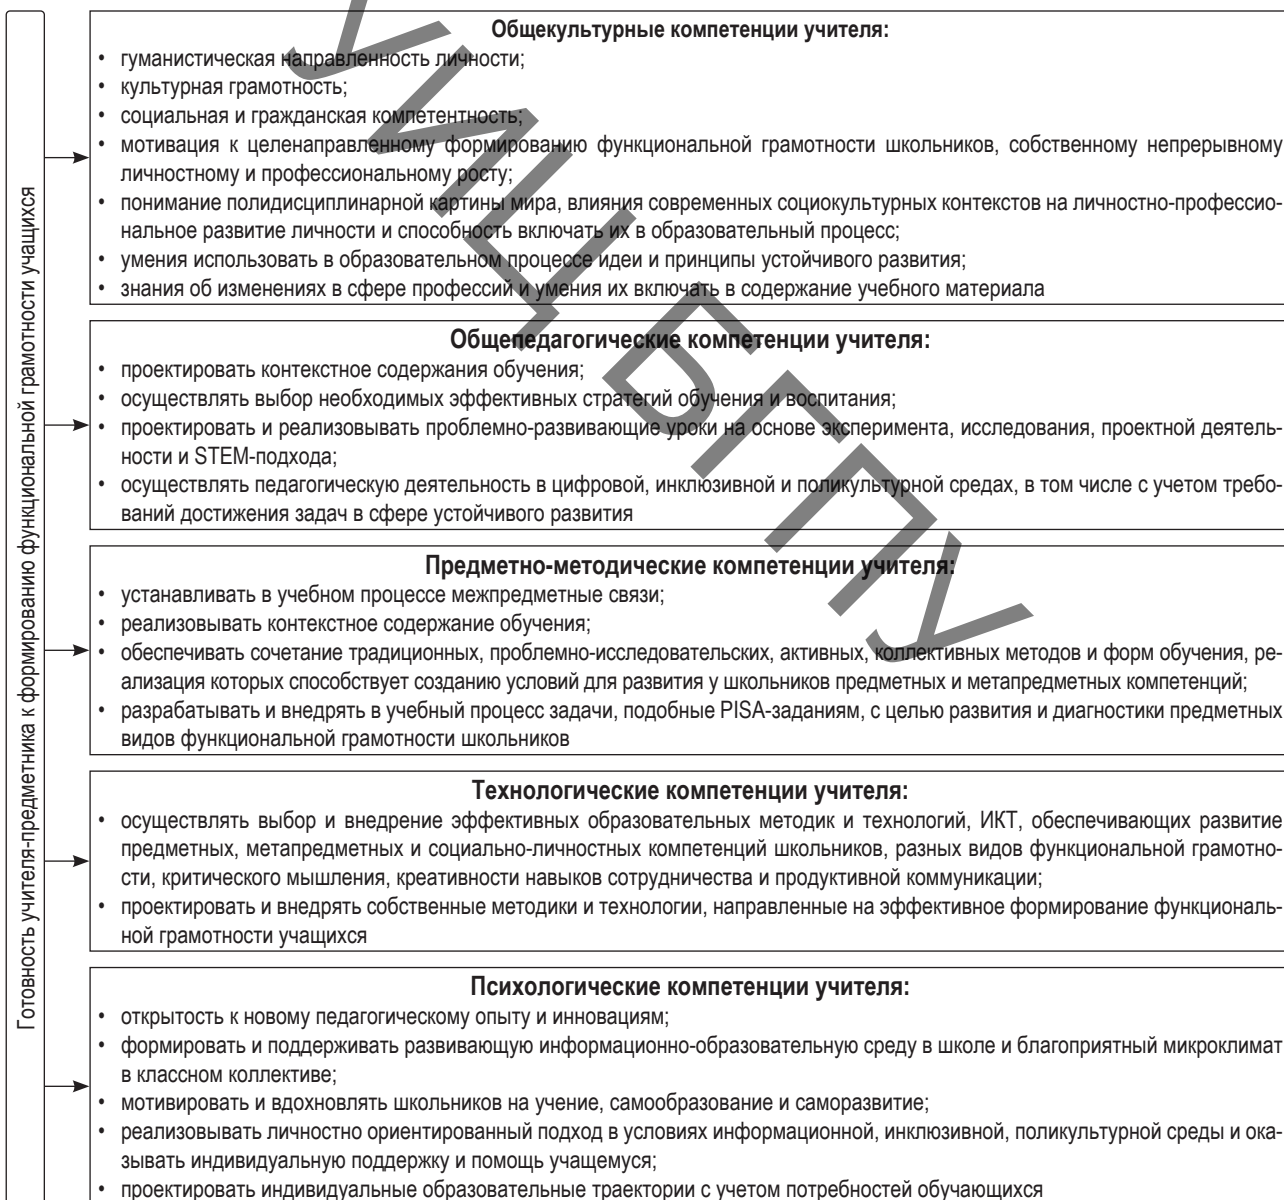 Готовность учителя-предметника к формированию функциональной грамотности учащихся
Общекультурные компетенции учителя:
• гуманистическая направленность личности;
• культурная грамотность;
• социальная и гражданская компетентность;
• мотивация к целенаправленному формированию функциональной грамотности школьников, собственному непрерывному
личностному и профессиональному росту;
• понимание полидисциплинарной картины мира, влияния современных социокультурных контекстов на личностно-профессио-
нальное развитие личности и способность включать их в образовательный процесс;
• умения использовать в образовательном процессе идеи и принципы устойчивого развития;
• знания об изменениях в сфере профессий и умения их включать в содержание учебного материала
Общепедагогические компетенции учителя:
• проектировать контекстное содержания обучения;
• осуществлять выбор необходимых эффективных стратегий обучения и воспитания;
• проектировать и реализовывать проблемно-развивающие уроки на основе эксперимента, исследования, проектной деятель-
ности и STEM-подхода;
• осуществлять педагогическую деятельность в цифровой, инклюзивной и поликультурной средах, в том числе с учетом требо-
ваний достижения задач в сфере устойчивого развития
Предметно-методические компетенции учителя:
• устанавливать в учебном процессе межпредметные связи;
• реализовывать контекстное содержание обучения;
• обеспечивать сочетание традиционных, проблемно-исследовательских, активных, коллективных методов и форм обучения, ре-
ализация которых способствует созданию условий для развития у школьников предметных и метапредметных компетенций;
• разрабатывать и внедрять в учебный процесс задачи, подобные PISA-заданиям, с целью развития и диагностики предметных
видов функциональной грамотности школьников
Технологические компетенции учителя:
• осуществлять выбор и внедрение эффективных образовательных методик и технологий, ИКТ, обеспечивающих развитие
предметных, метапредметных и социально-личностных компетенций школьников, разных видов функциональной грамотно-
сти, критического мышления, креативности навыков сотрудничества и продуктивной коммуникации;
• проектировать и внедрять собственные методики и технологии, направленные на эффективное формирование функциональ-
ной грамотности учащихся
Психологические компетенции учителя:
• открытость к новому педагогическому опыту и инновациям;
• формировать и поддерживать развивающую информационно-образовательную среду в школе и благоприятный микроклимат
в классном коллективе;
• мотивировать и вдохновлять школьников на учение, самообразование и саморазвитие;
• реализовывать личностно ориентированный подход в условиях информационной, инклюзивной, поликультурной среды и ока-
зывать индивидуальную поддержку и помощь учащемуся;
• проектировать индивидуальные образовательные траектории с учетом потребностей обучающихся
УИЦ БГПУ